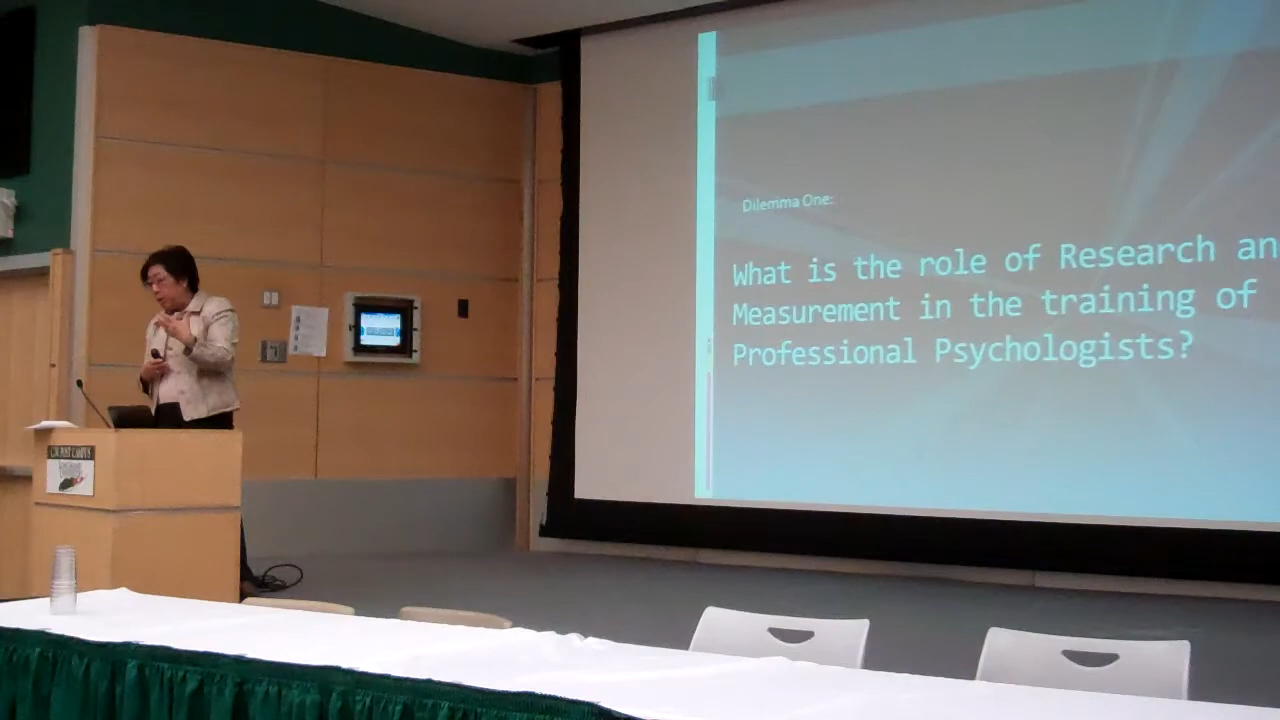 Dilemma One:
What is the role of Research an
Measurement in the training of
Professional Psychologists?